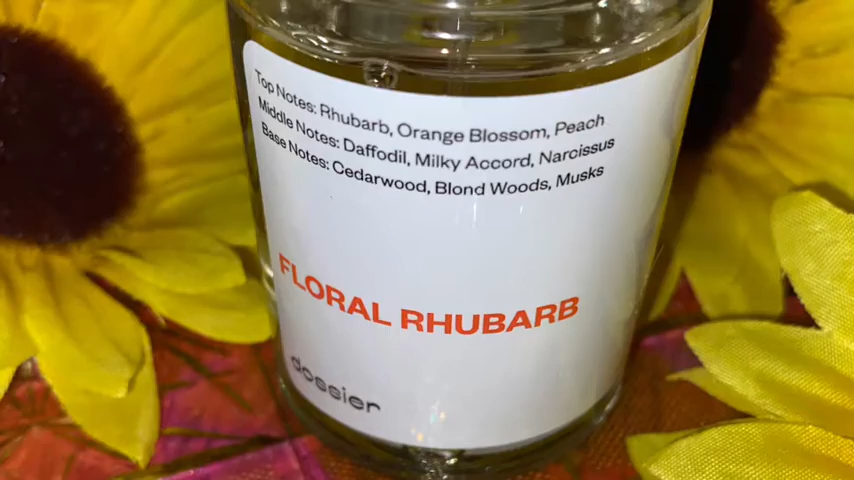 Top Notes: Rhubarb, Orange Blossom, Peach
Middle Notes: Daffodil, Milky Accord, Narcissus
Base Notes: Cedarwood, Blond Woods, Musks
FLORAL RHUBARB
dossier